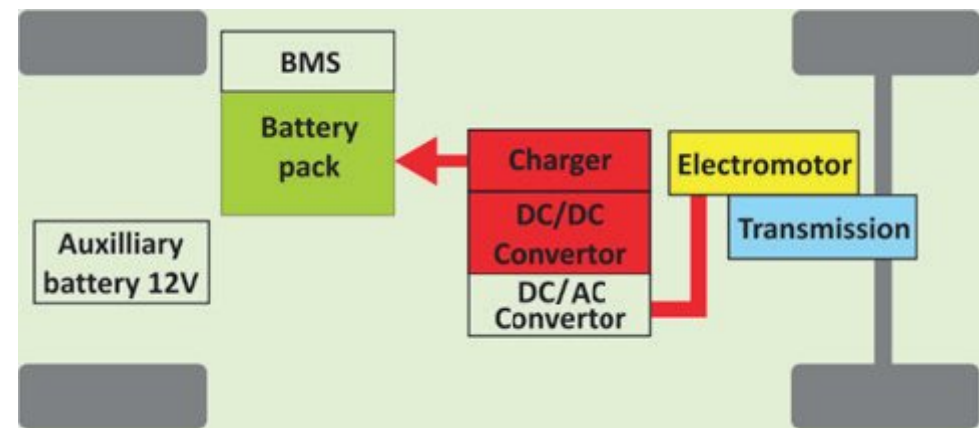 BMS
Battery
pack
Auxilliary
battery 12V
Charger
DC/DC
Convertor
DC/AC
Convertor
Electromotor
Transmission